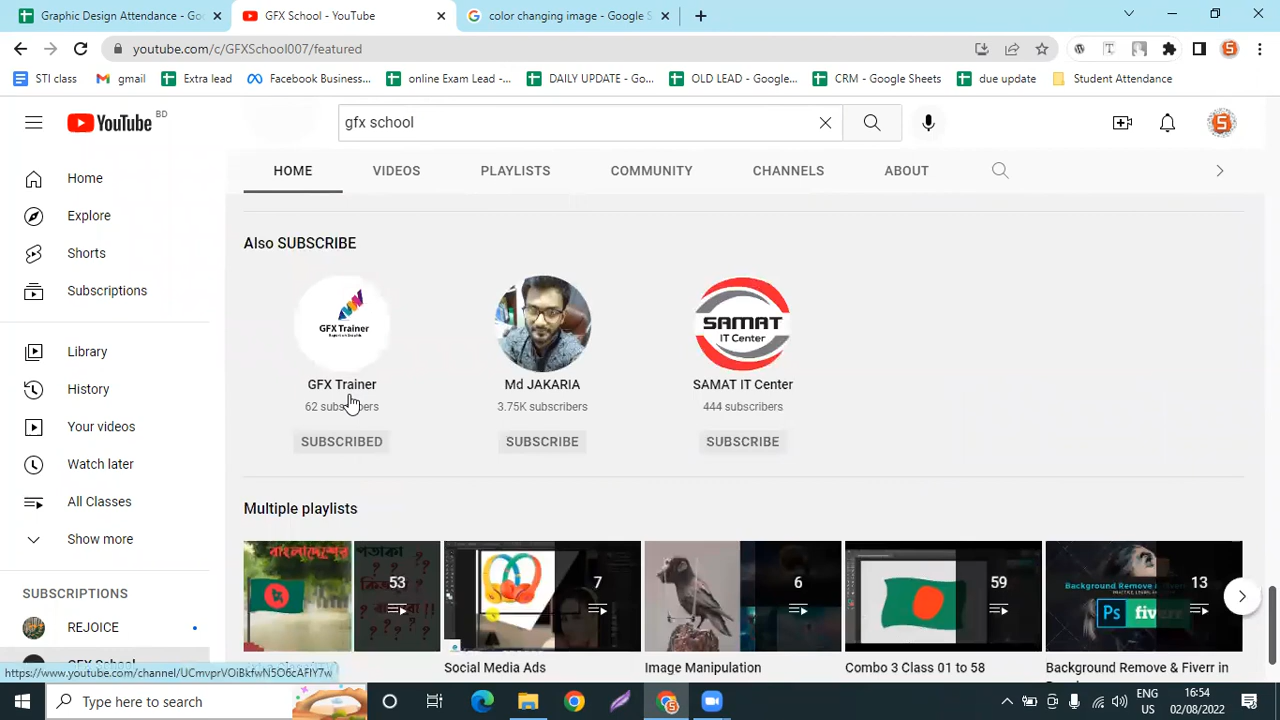 Graphic Design Attendance - Go
GFX School - YouTube
color changing image - Google S
youtube.com/c/GFXSchool007/featured
STI class
gmail
Extra lead
Facebook Business...
online Exam Lead -...
DAILY UPDATE - Go...
OLD LEAD - Google...
CRM - Google Sheets
due update
Student Attendance
YouTube BD
gfx school
HOME
VIDEOS
PLAYLISTS
COMMUNITY
CHANNELS
ABOUT
Home
Explore
Shorts
Subscriptions
Library
History
Your videos
Watch later
All Classes
Show more
SUBSCRIPTIONS
REJOICE
GFX School
Also SUBSCRIBE
GFX Trainer
GFX Trainer
62 subscribers
SUBSCRIBED
Md JAKARIA
3.75K subscribers
SUBSCRIBE
SAMAT
IT Center
SAMAT IT Center
444 subscribers
SUBSCRIBE
Multiple playlists
বাংলাদেশের
পতাকা
53
7
6
59
Background Remove & Fiverr
Ps
fiverr
13
Social Media Ads
Image Manipulation
Combo 3 Class 01 to 58
Background Remove & Fiverr in
https://www.youtube.com/channel/UCmvprVOiBkfwN5O6cAFIY7w
Type here to search
ENG
US
16:54
02/08/2022